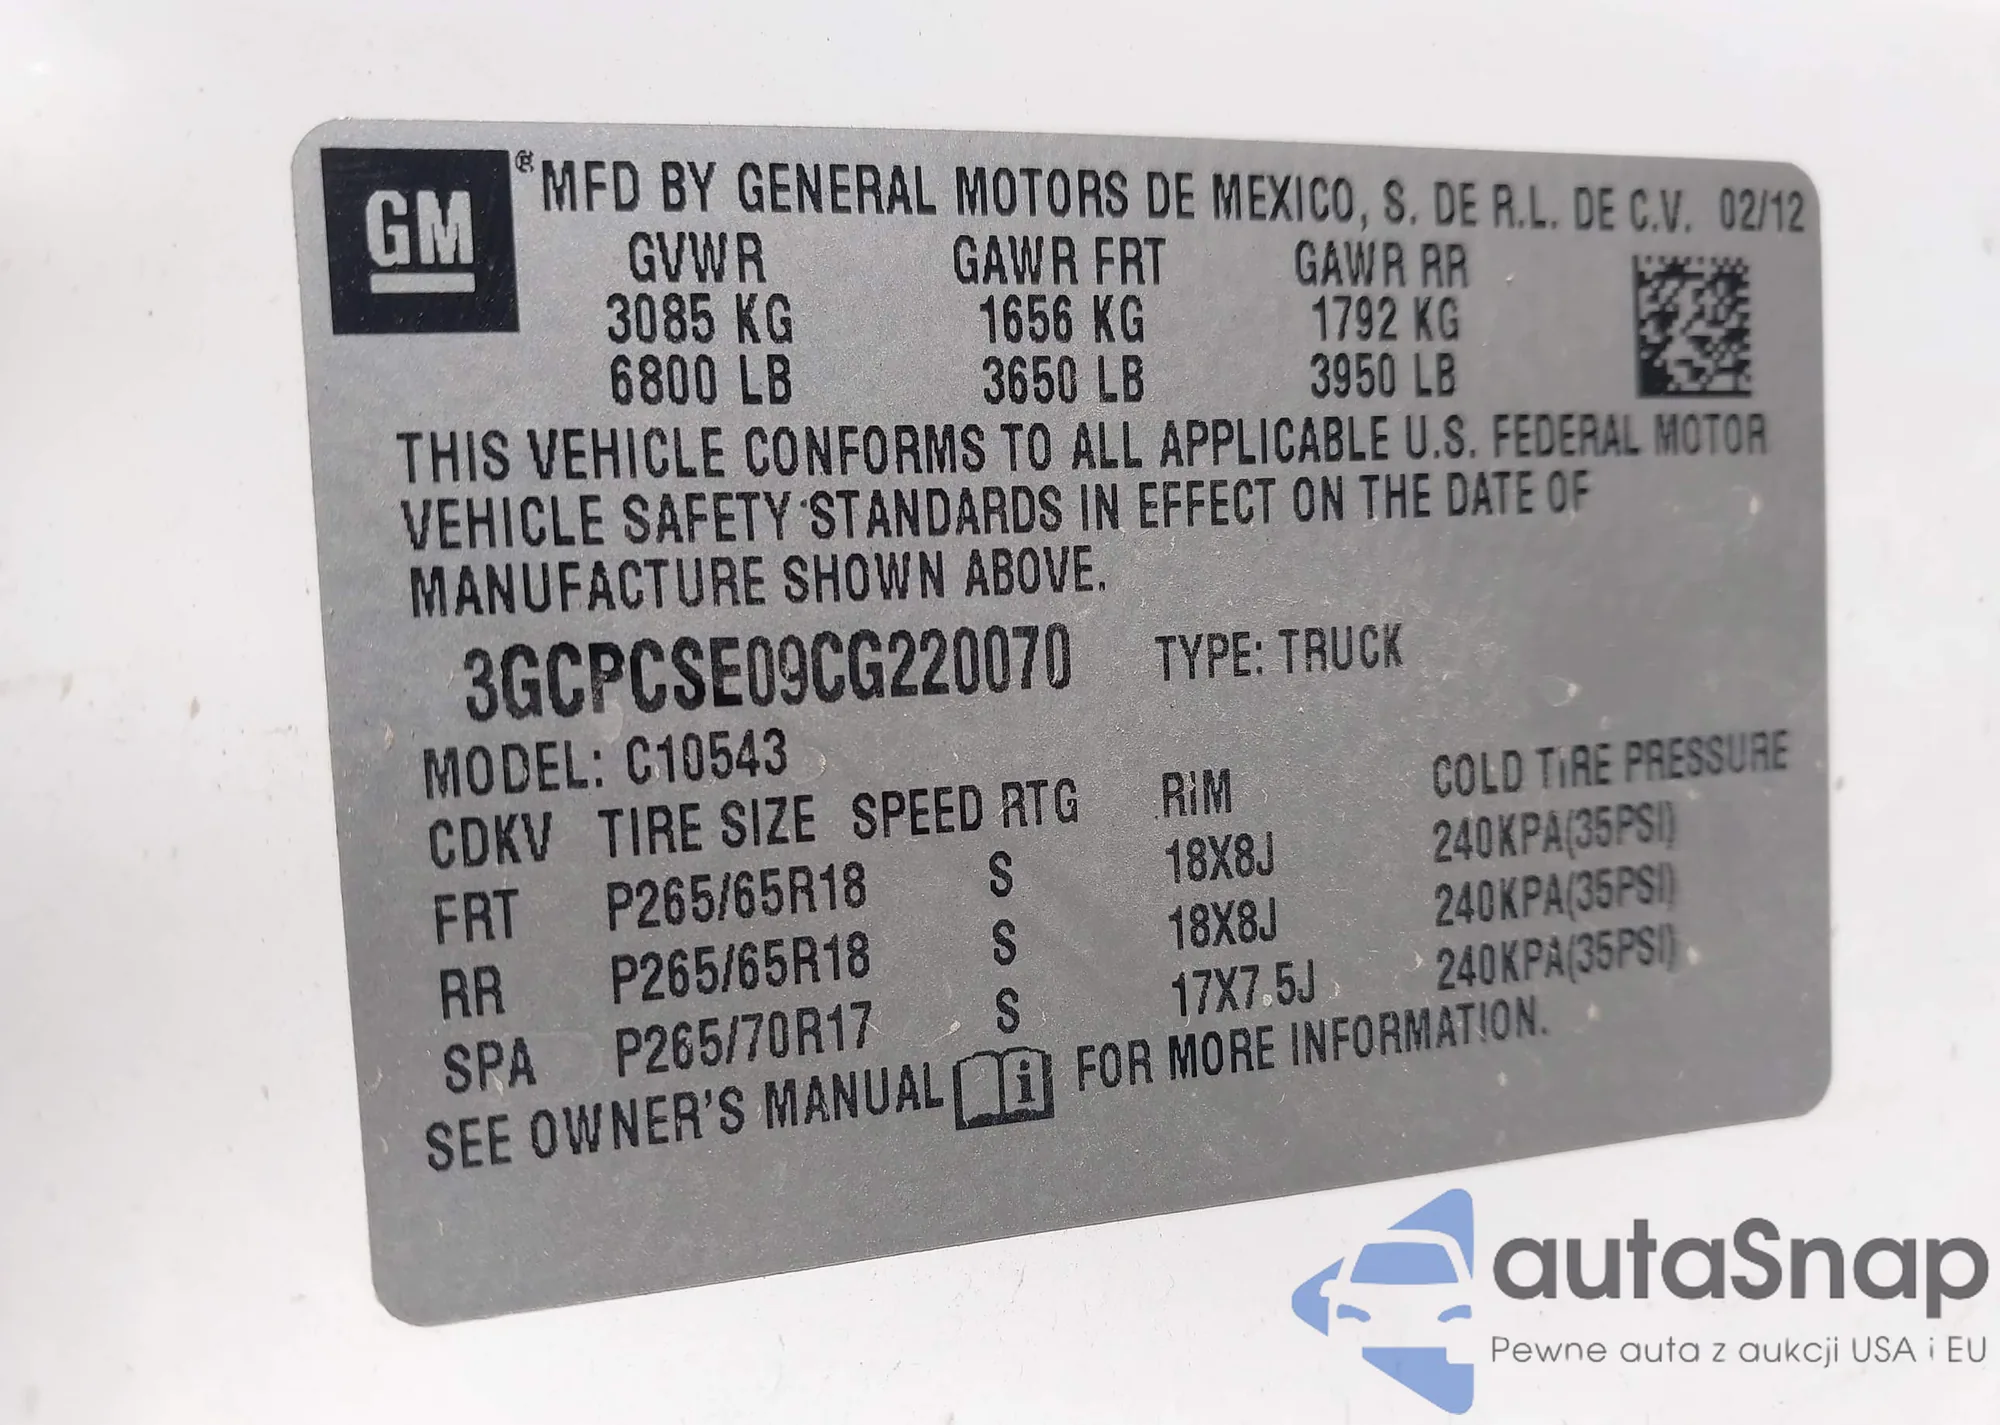 GM ® MFD BY GENERAL MOTORS DE MEXICO, S. DE R.L. DE C.V. 02/12
GVWR GAWR FRT GAWR RR
3085 KG 1656 KG 1792 KG
6800 LB 3650 LB 3950 LB
THIS VEHICLE CONFORMS TO ALL APPLICABLE U.S. FEDERAL MOTOR
VEHICLE SAFETY STANDARDS IN EFFECT ON THE DATE OF
MANUFACTURE SHOWN ABOVE.
3GCPCSE09CG220070 TYPE: TRUCK
MODEL: C10543
CDKV TIRE SIZE SPEED RTG RIM COLD TIRE PRESSURE
FRT P265/65R18 S 18X8J 240KPA(35PSI)
RR P265/65R18 S 18X8J 240KPA(35PSI)
SPA P265/70R17 S 17X7.5J 240KPA(35PSI)
SEE OWNER'S MANUAL i FOR MORE INFORMATION.
autaSnap
Pewne auta z aukcji USA i EU